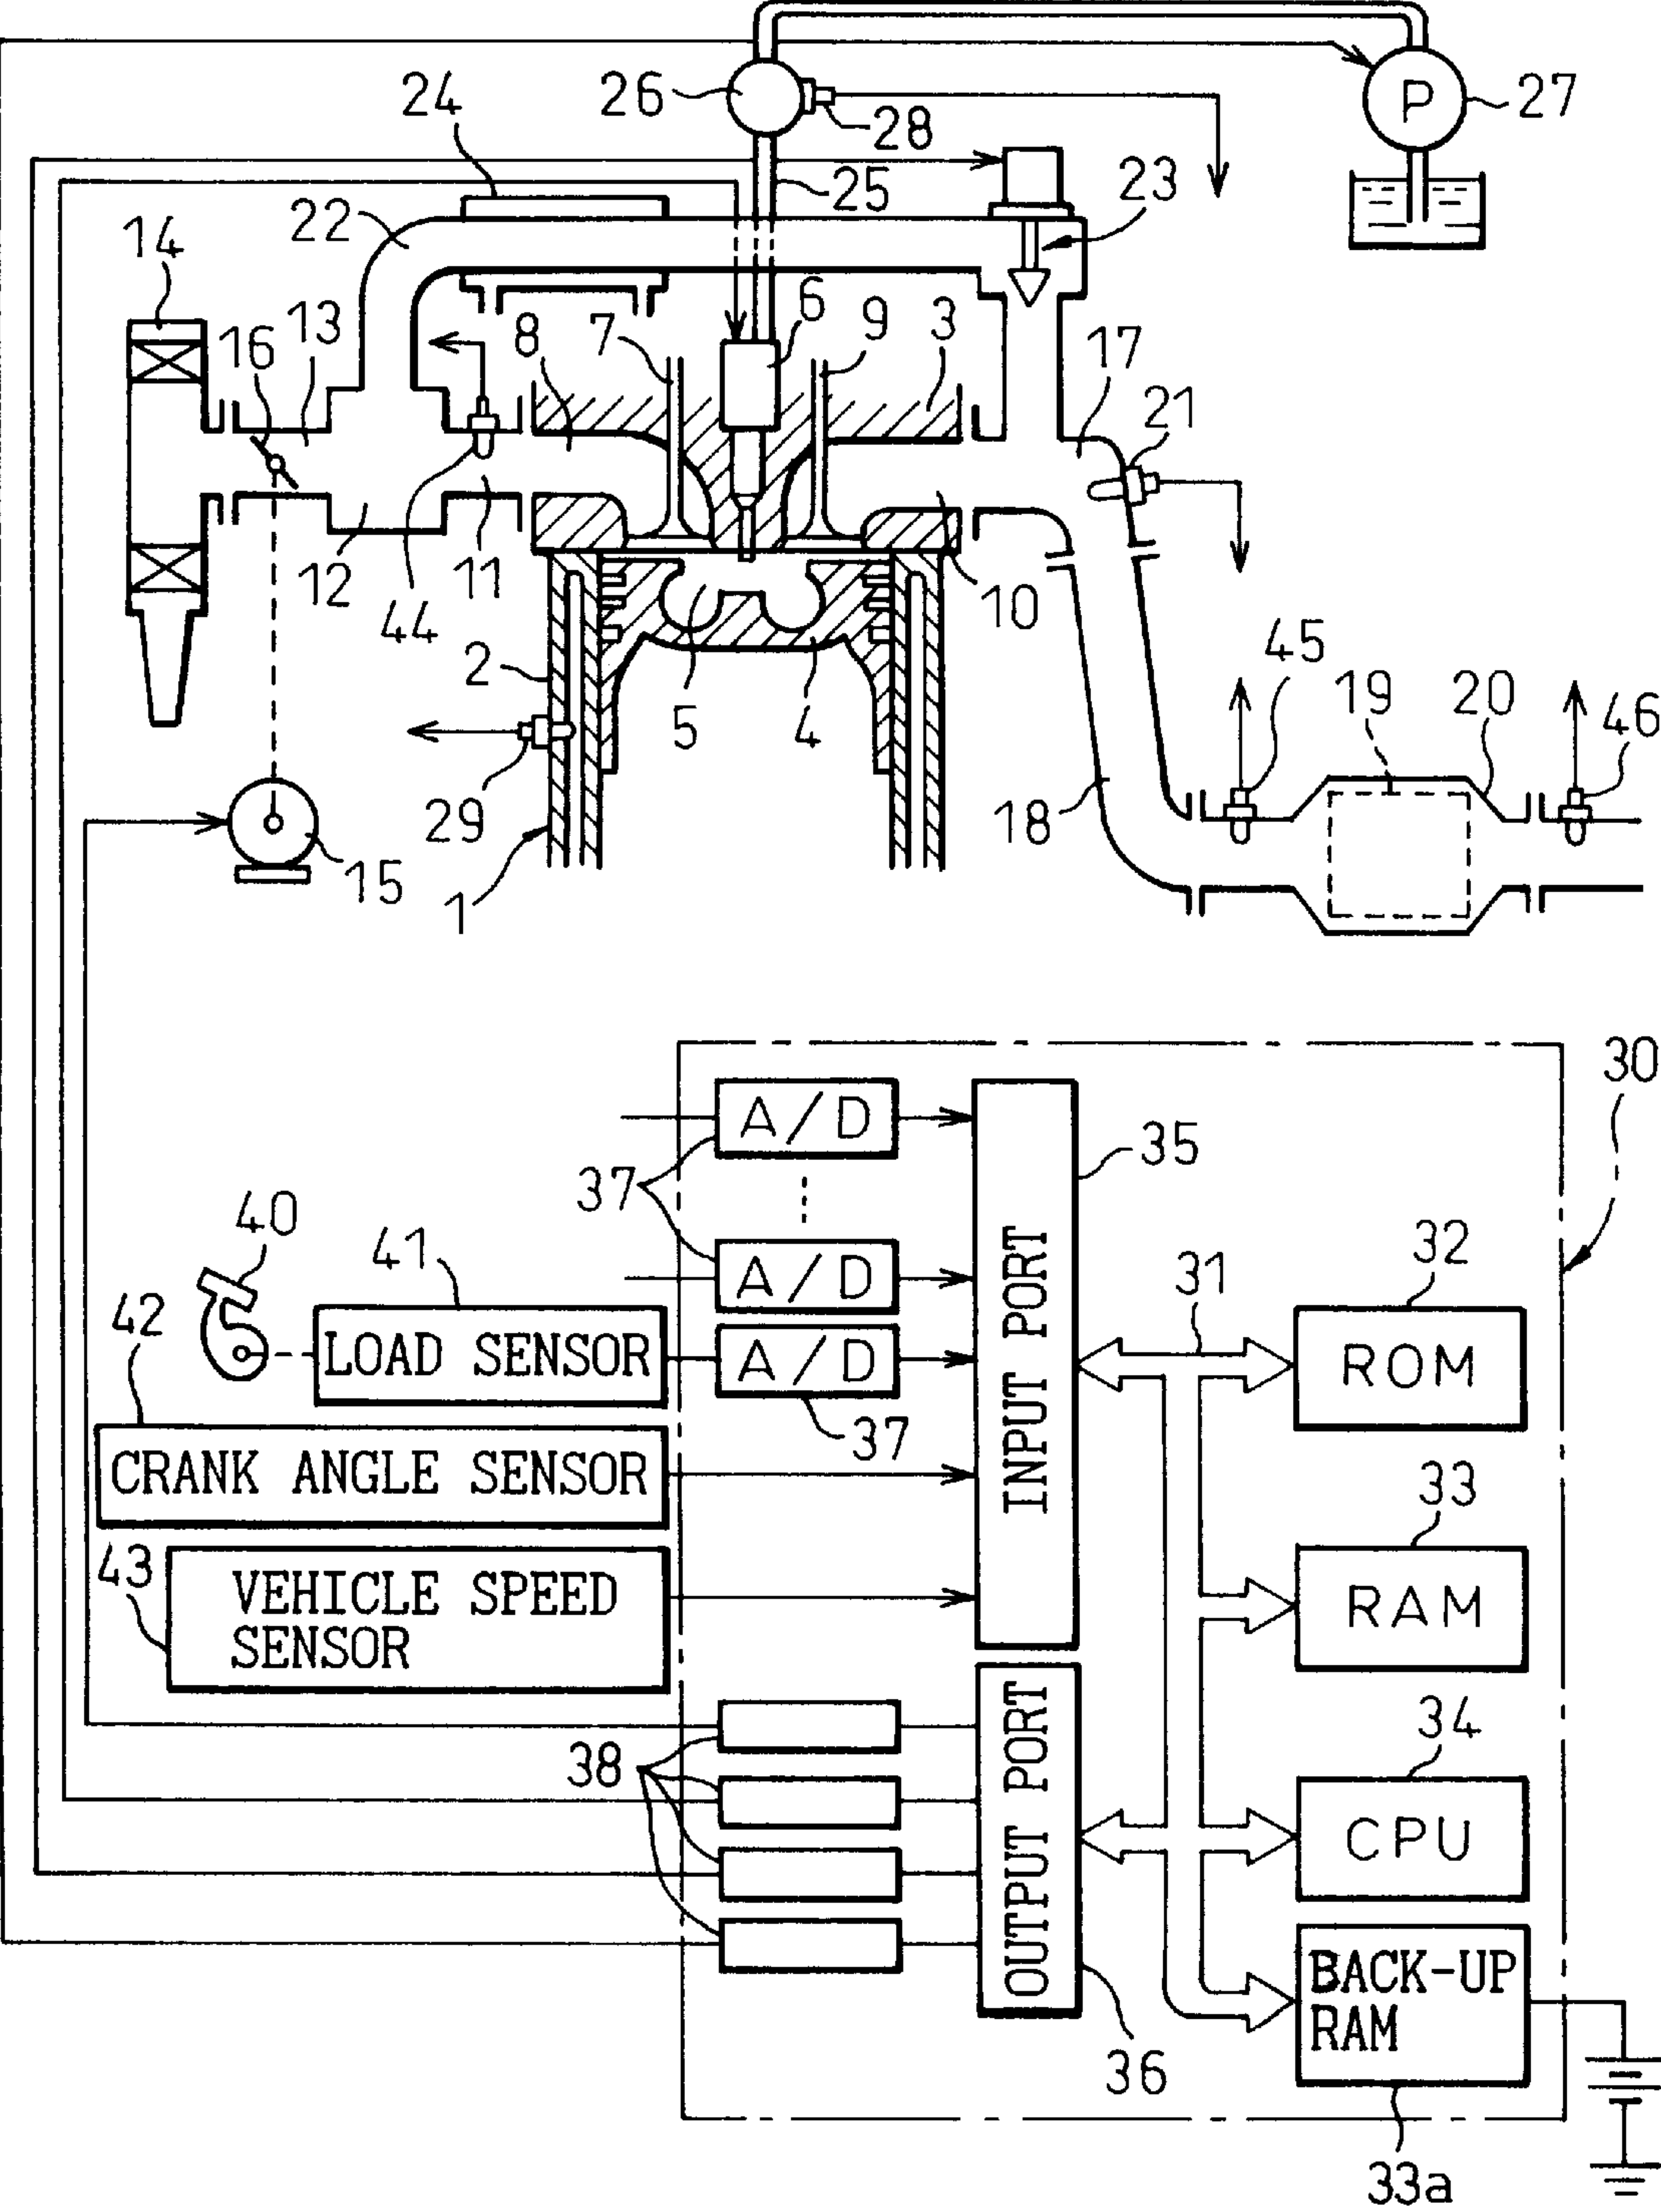 26
28
P
27
24
25
23
22
14
13
16
8
7
6
9
3
17
21
12
44
11
10
2
5
4
45
19
20
46
29
18
15
1
30
A/D
35
37
40
41
A/D
INPUT PORT
31
32
42
LOAD SENSOR
A/D
ROM
37
CRANK ANGLE SENSOR
33
43
VEHICLE SPEED
SENSOR
RAM
38
OUTPUT PORT
34
CPU
BACK-UP
RAM
36
33a